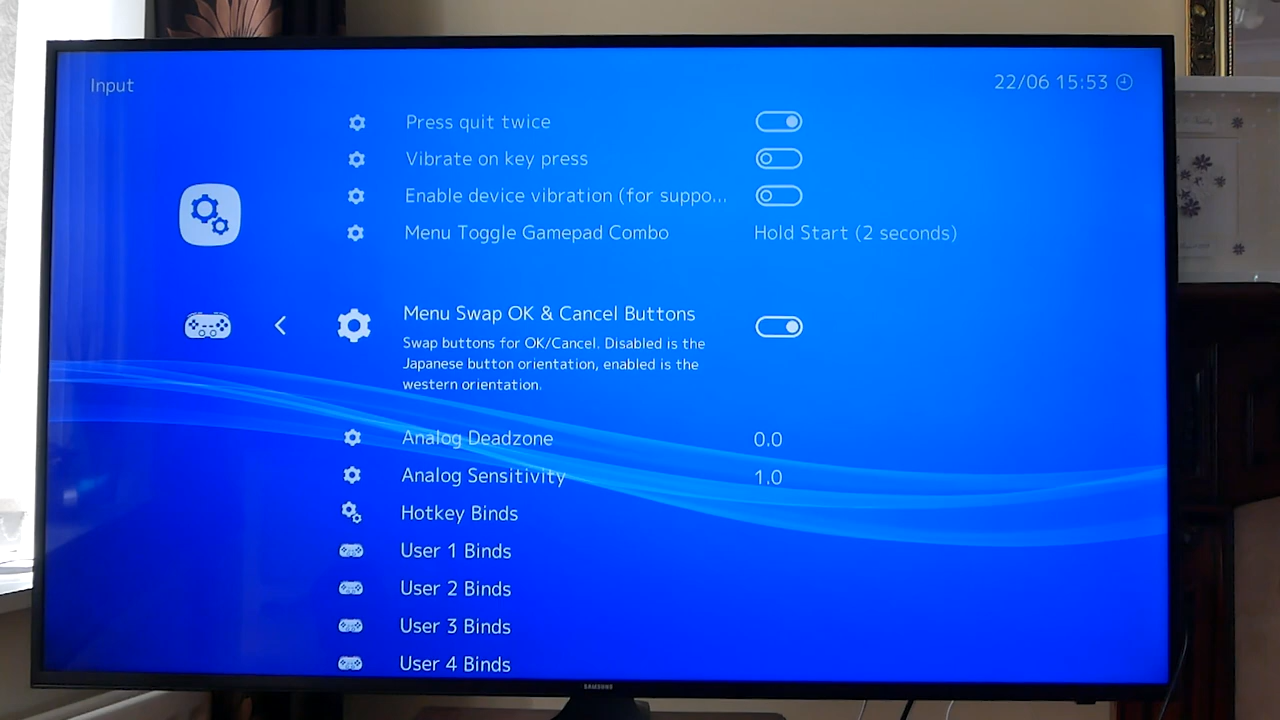 Input
22/06 15:53
Press quit twice
Vibrate on key press
Enable device vibration (for suppo...
Menu Toggle Gamepad Combo Hold Start (2 seconds)
Menu Swap OK & Cancel Buttons
Swap buttons for OK/Cancel. Disabled is the
Japanese button orientation, enabled is the
western orientation.
Analog Deadzone 0.0
Analog Sensitivity 1.0
Hotkey Binds
User 1 Binds
User 2 Binds
User 3 Binds
User 4 Binds
SAMSUNG